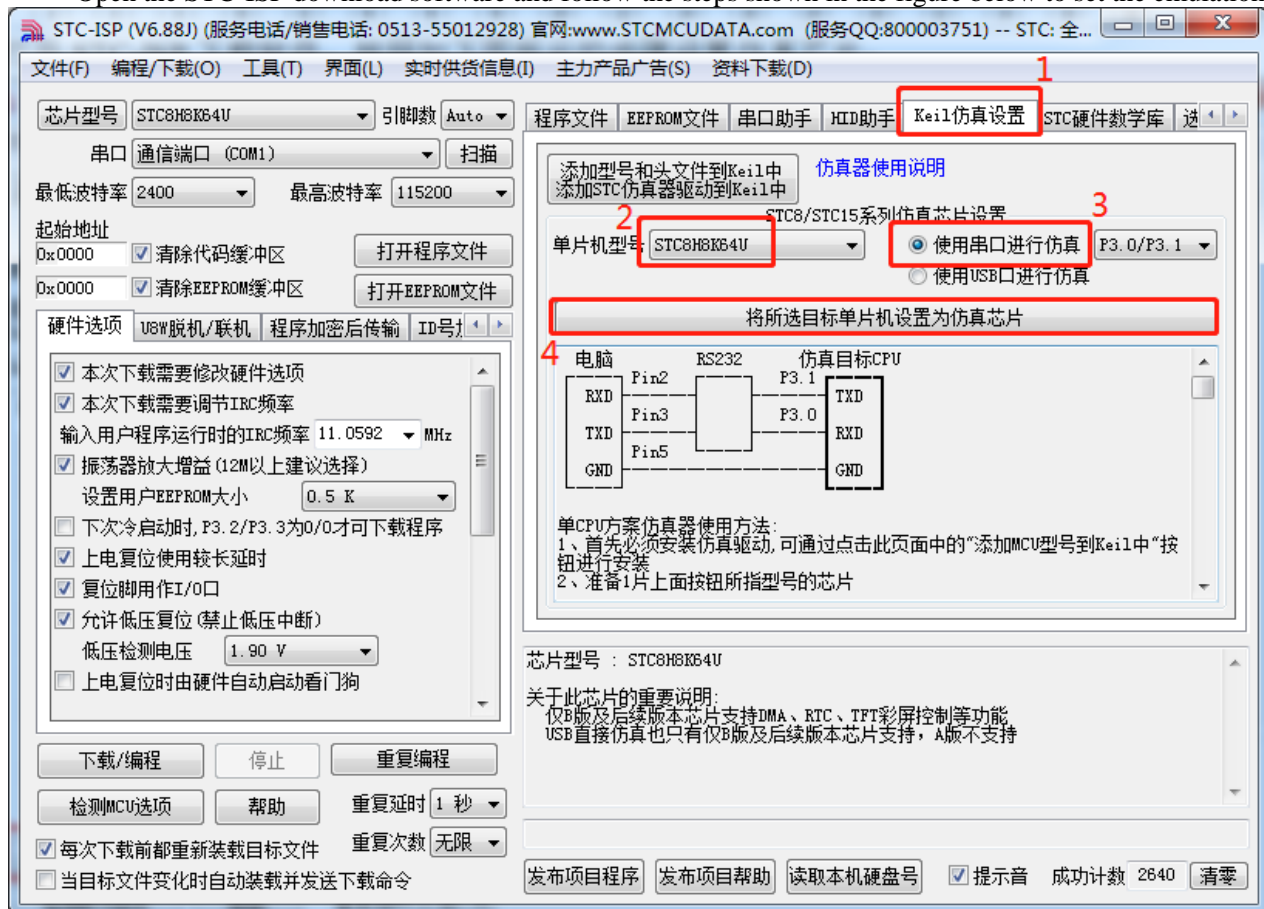 Open the STC-ISP download software and follow the steps shown in the figure below to set the emulation
STC-ISP (V6.88J) (服务电话/销售电话: 0513-55012928) 官网:www.STCMCUDATA.com (服务QQ:800003751) -- STC: 全...
文件(F) 编程/下载(O) 工具(T) 界面(L) 实时供货信息(I) 主力产品广告(S) 资料下载(D)
1
芯片型号 STC8H8K64U 引脚数 Auto
串口 通信端口 (COM1) 扫描
最低波特率 2400 最高波特率 115200
起始地址
0x0000 清除代码缓冲区 打开程序文件
0x0000 清除EEPROM缓冲区 打开EEPROM文件
硬件选项 U8W脱机/联机 程序加密后传输 ID号
本次下载需要修改硬件选项
本次下载需要调节IRC频率
输入用户程序运行时的IRC频率 11.0592 MHz
振荡器放大增益(12M以上建议选择)
设置用户EEPROM大小 0.5 K
下次冷启动时,P3.2/P3.3为0/0才可下载程序
上电复位使用较长延时
复位脚用作I/O口
允许低压复位(禁止低压中断)
低压检测电压 1.90 V
上电复位时由硬件自动启动看门狗
下载/编程 停止 重复编程
检测MCU选项 帮助 重复延时 1 秒
每次下载前都重新装载目标文件 重复次数 无限
当目标文件变化时自动装载并发送下载命令
程序文件 EEPROM文件 串口助手 HID助手 Keil仿真设置 STC硬件数学库 选
添加型号和头文件到Keil中
添加STC仿真器驱动到Keil中
仿真器使用说明
STC8/STC15系列仿真芯片设置
2
3
单片机型号 STC8H8K64U 使用串口进行仿真 P3.0/P3.1
使用USB口进行仿真
将所选目标单片机设置为仿真芯片
4
电脑 RS232 仿真目标CPU
Pin2 P3.1
RXD TXD
Pin3 P3.0
TXD RXD
Pin5
GND GND
单CPU方案仿真器使用方法:
1、首先必须安装仿真驱动,可通过点击此页面中的"添加MCU型号到Keil中"按
钮进行安装
2、准备1片上面按钮所指型号的芯片
芯片型号 : STC8H8K64U
关于此芯片的重要说明:
仅B版及后续版本芯片支持DMA、RTC、TFT彩屏控制等功能
USB直接仿真也只有仅B版及后续版本芯片支持，A版不支持
发布项目程序 发布项目帮助 读取本机硬盘号 提示音 成功计数 2640 清零